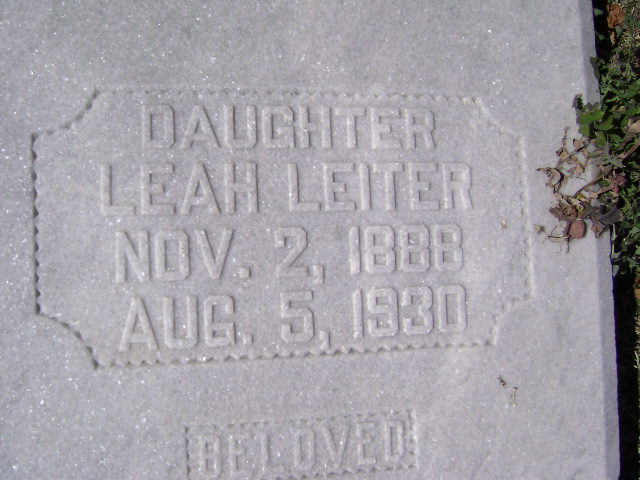 DAUGHTER
LEAH LEITER
NOV. 2, 1888
AUG. 5, 1930
BELOVED